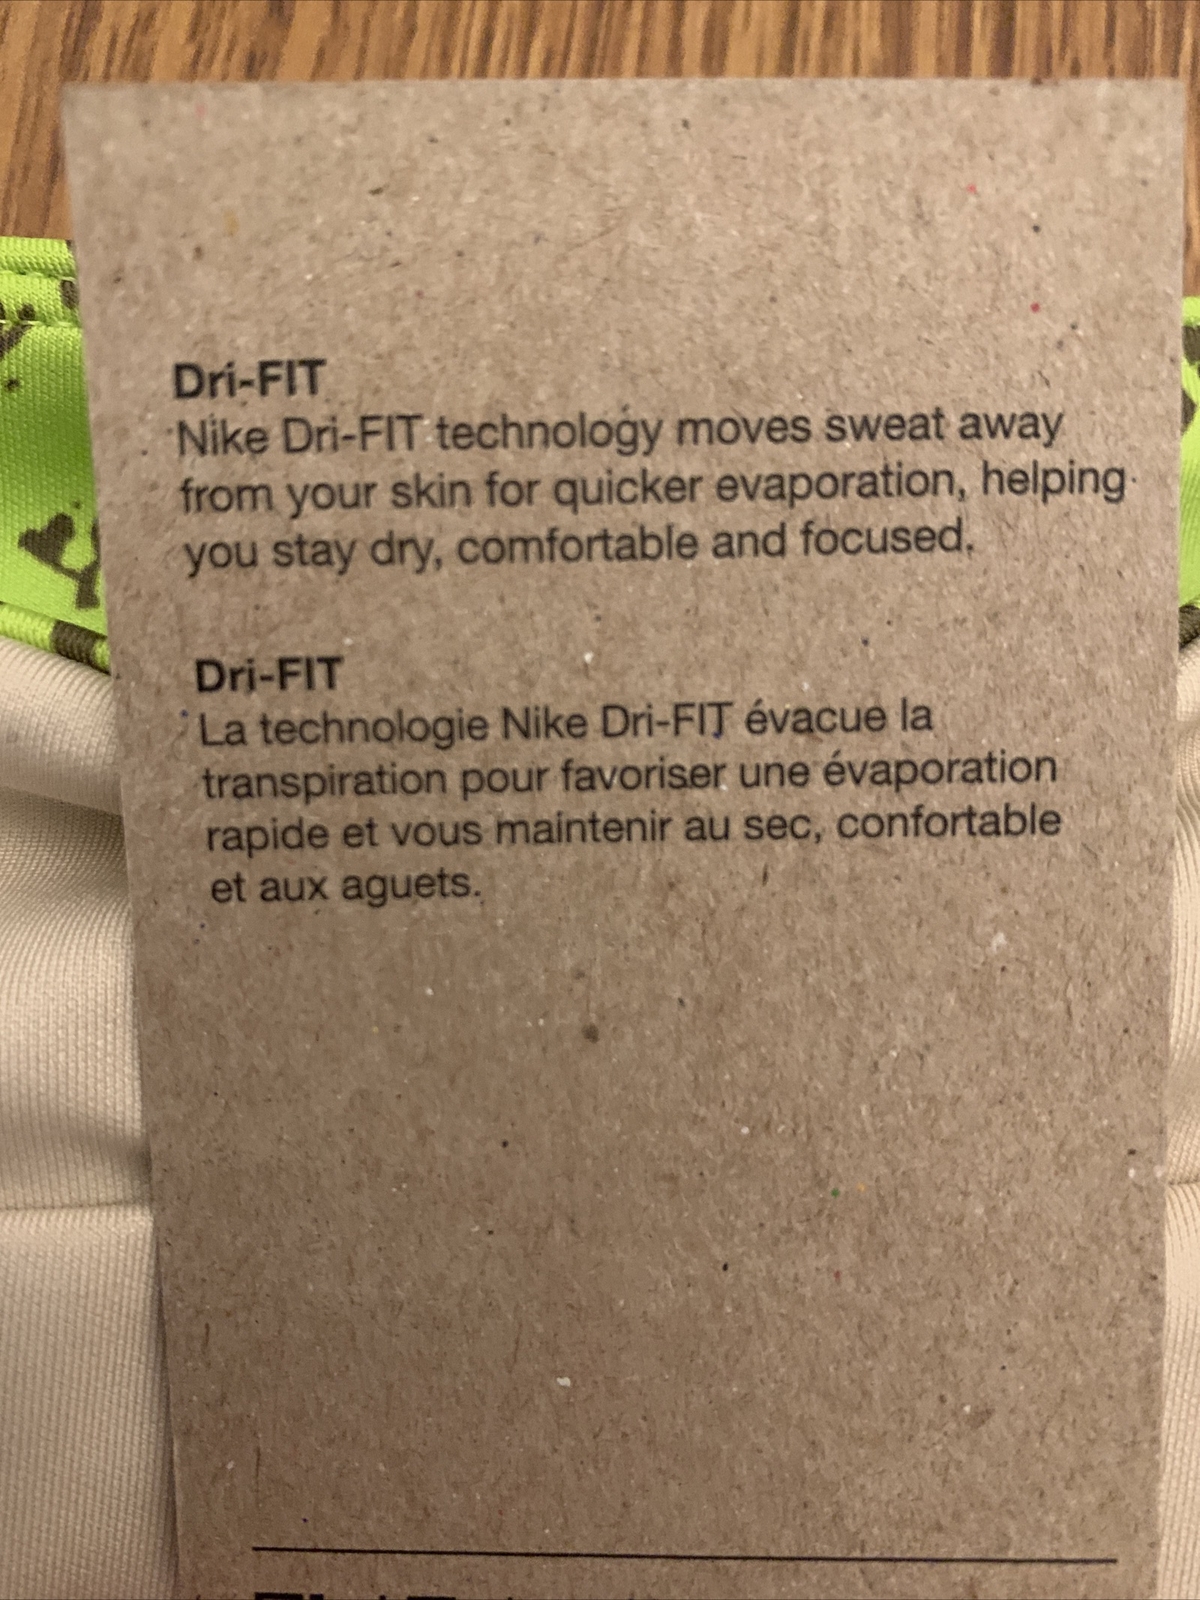 Dri-FIT
Nike Dri-FIT technology moves sweat away
from your skin for quicker evaporation, helping
you stay dry, comfortable and focused.
Dri-FIT
La technologie Nike Dri-FIT évacue la
transpiration pour favoriser une évaporation
rapide et vous maintenir au sec, confortable
et aux aguets.